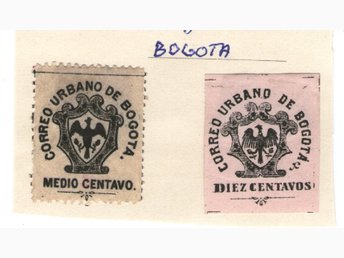 BOGOTA
CORREO URBANO DE BOGOTA.
MEDIO CENTAVO.
CORREO URBANO DE BOGOTA.
DIEZ CENTAVOS